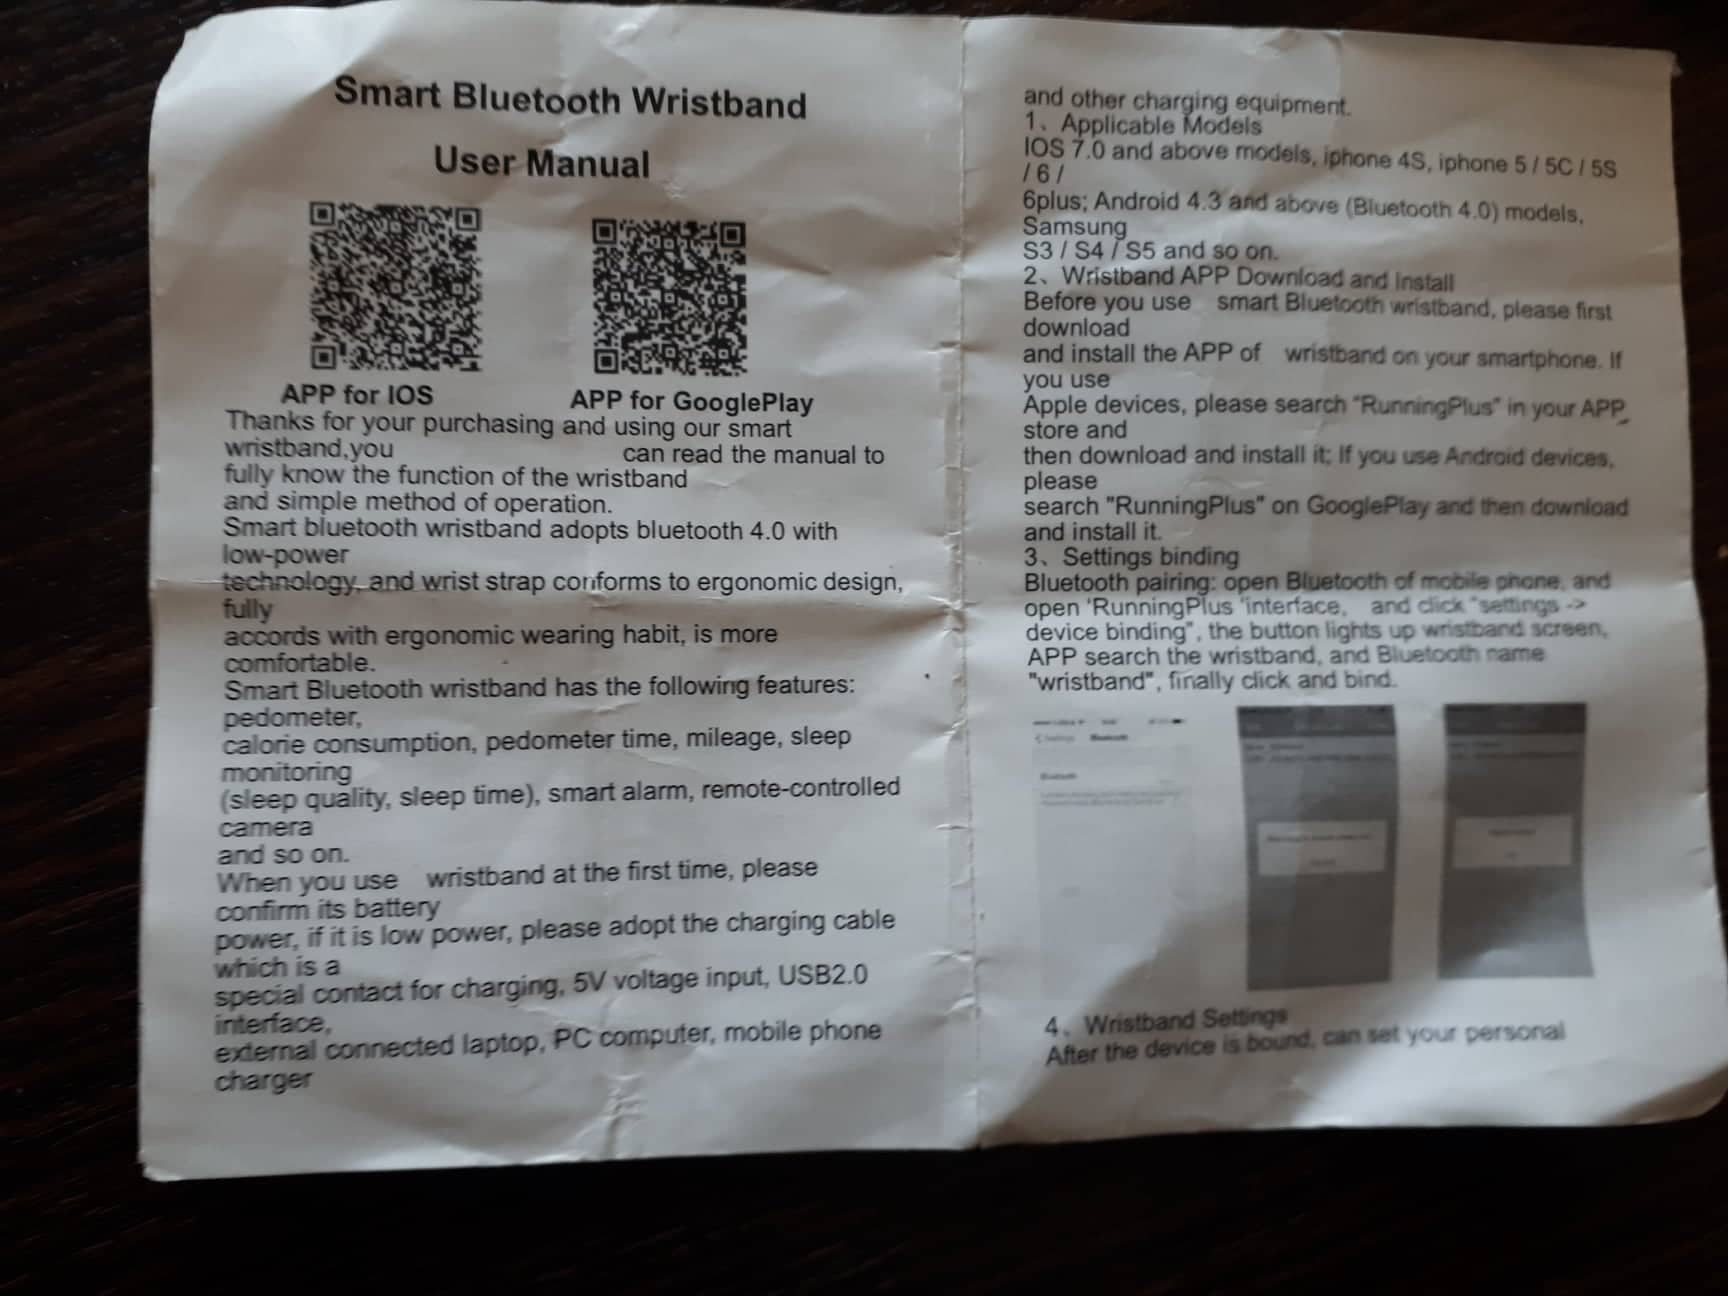 Smart Bluetooth Wristband
User Manual
APP for IOS
APP for GooglePlay
Thanks for your purchasing and using our smart
wristband,you can read the manual to
fully know the function of the wristband
and simple method of operation.
Smart bluetooth wristband adopts bluetooth 4.0 with
low-power
technology, and wrist strap conforms to ergonomic design,
fully
accords with ergonomic wearing habit, is more
comfortable.
Smart Bluetooth wristband has the following features:
pedometer,
calorie consumption, pedometer time, mileage, sleep
monitoring
(sleep quality, sleep time), smart alarm, remote-controlled
camera
and so on.
When you use wristband at the first time, please
confirm its battery
power, if it is low power, please adopt the charging cable
which is a
special contact for charging, 5V voltage input, USB2.0
interface,
external connected laptop, PC computer, mobile phone
charger
and other charging equipment.
1、Applicable Models
IOS 7.0 and above models, iphone 4S, iphone 5 / 5C / 5S
/ 6 /
6plus; Android 4.3 and above (Bluetooth 4.0) models,
Samsung
S3 / S4 / S5 and so on.
2、Wristband APP Download and Install
Before you use smart Bluetooth wristband, please first
download
and install the APP of wristband on your smartphone. If
you use
Apple devices, please search "RunningPlus" in your APP
store and
then download and install it; If you use Android devices,
please
search "RunningPlus" on GooglePlay and then download
and install it.
3、Settings binding
Bluetooth pairing: open Bluetooth of mobile phone, and
open 'RunningPlus 'interface, and click "settings ->
device binding", the button lights up wristband screen,
APP search the wristband, and Bluetooth name
"wristband", finally click and bind.
Bluetooth
4、Wristband Settings
After the device is bound, can set your personal